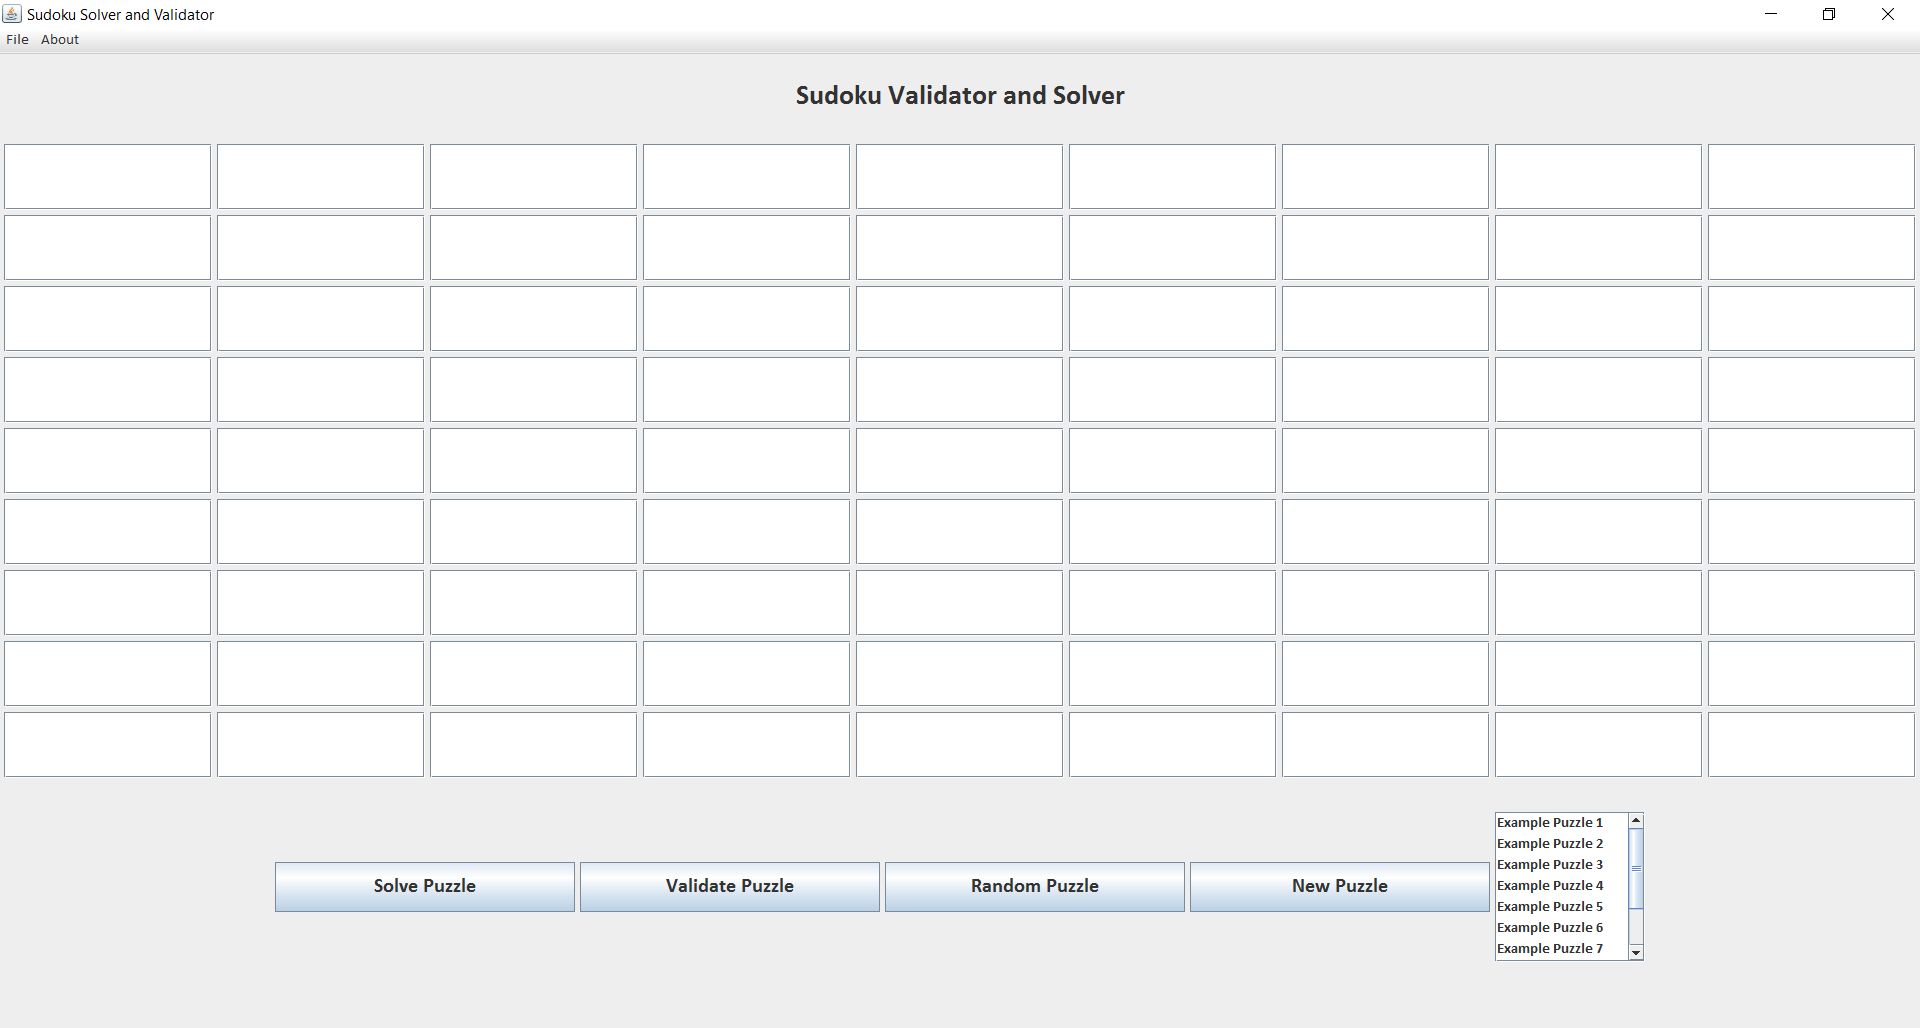 Sudoku Solver and Validator
File About
Sudoku Validator and Solver
Solve Puzzle
Validate Puzzle
Random Puzzle
New Puzzle
Example Puzzle 1
Example Puzzle 2
Example Puzzle 3
Example Puzzle 4
Example Puzzle 5
Example Puzzle 6
Example Puzzle 7